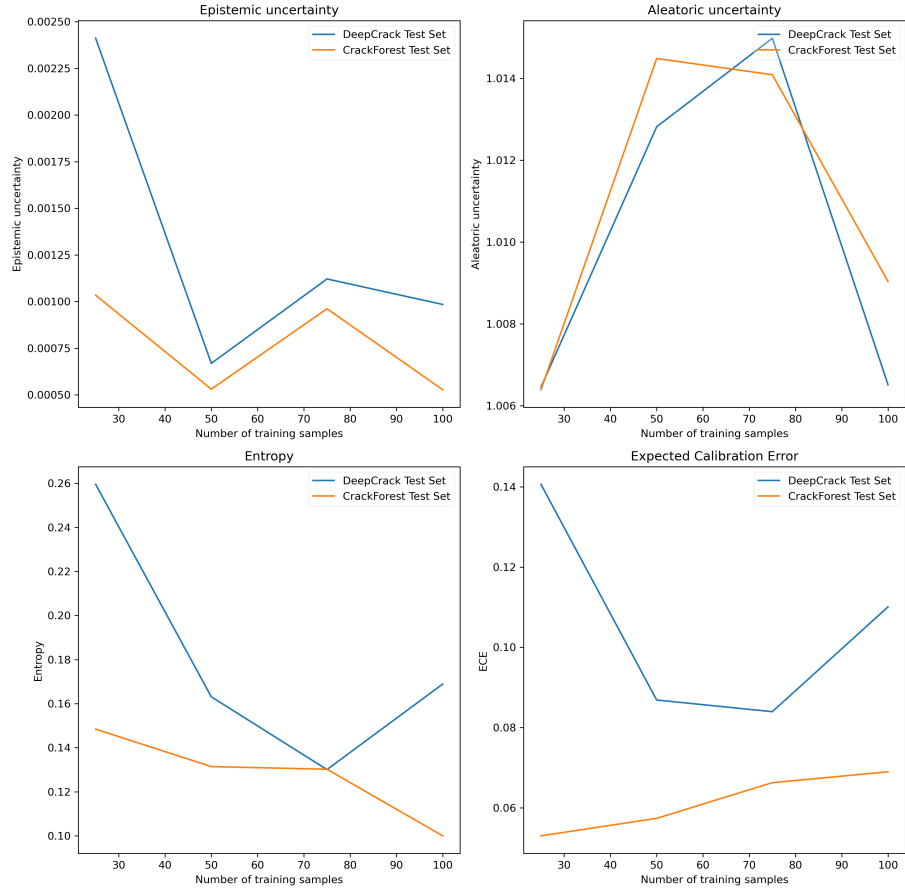 Epistemic uncertainty
DeepCrack Test Set
CrackForest Test Set
Epistemic uncertainty
0.00250
0.00225
0.00200
0.00175
0.00150
0.00125
0.00100
0.00075
0.00050
30 40 50 60 70 80 90 100
Number of training samples
Aleatoric uncertainty
DeepCrack Test Set
CrackForest Test Set
Aleatoric uncertainty
1.014
1.012
1.010
1.008
1.006
30 40 50 60 70 80 90 100
Number of training samples
Entropy
DeepCrack Test Set
CrackForest Test Set
Entropy
0.26
0.24
0.22
0.20
0.18
0.16
0.14
0.12
0.10
30 40 50 60 70 80 90 100
Number of training samples
Expected Calibration Error
DeepCrack Test Set
CrackForest Test Set
ECE
0.14
0.12
0.10
0.08
0.06
30 40 50 60 70 80 90 100
Number of training samples